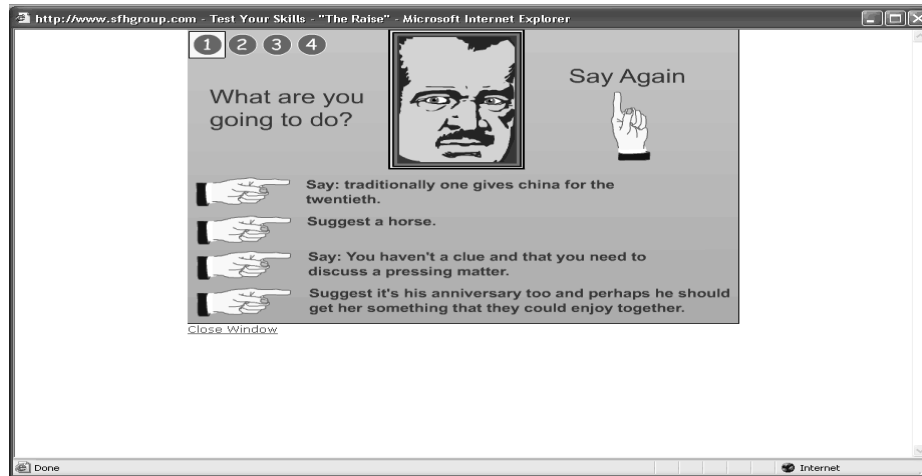 http://www.sfhgroup.com - Test Your Skills - "The Raise" - Microsoft Internet Explorer
1 2 3 4
What are you
going to do?
Say Again
Say: traditionally one gives china for the
twentieth.
Suggest a horse.
Say: You haven't a clue and that you need to
discuss a pressing matter.
Suggest it's his anniversary too and perhaps he should
get her something that they could enjoy together.
Close Window
Done
Internet